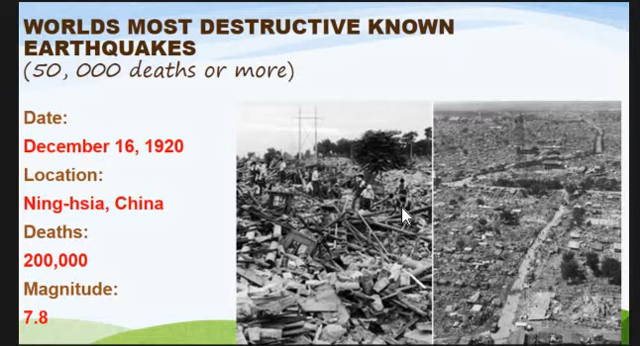 WORLDS MOST DESTRUCTIVE KNOWN
EARTHQUAKES
(50, 000 deaths or more)
Date:
December 16, 1920
Location:
Ning-hsia, China
Deaths:
200,000
Magnitude:
7.8